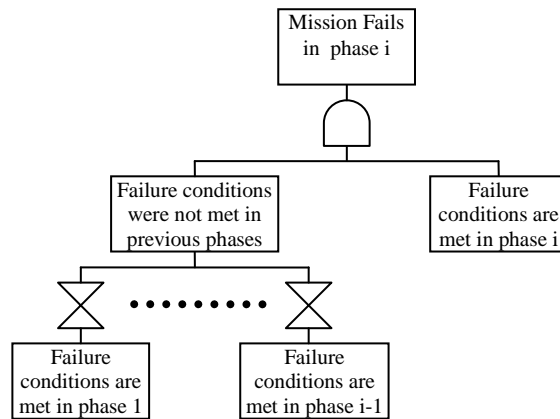 Mission Fails
in phase i
Failure conditions
were not met in
previous phases
Failure
conditions are
met in phase i
Failure
conditions are
met in phase 1
Failure
conditions are
met in phase i-1